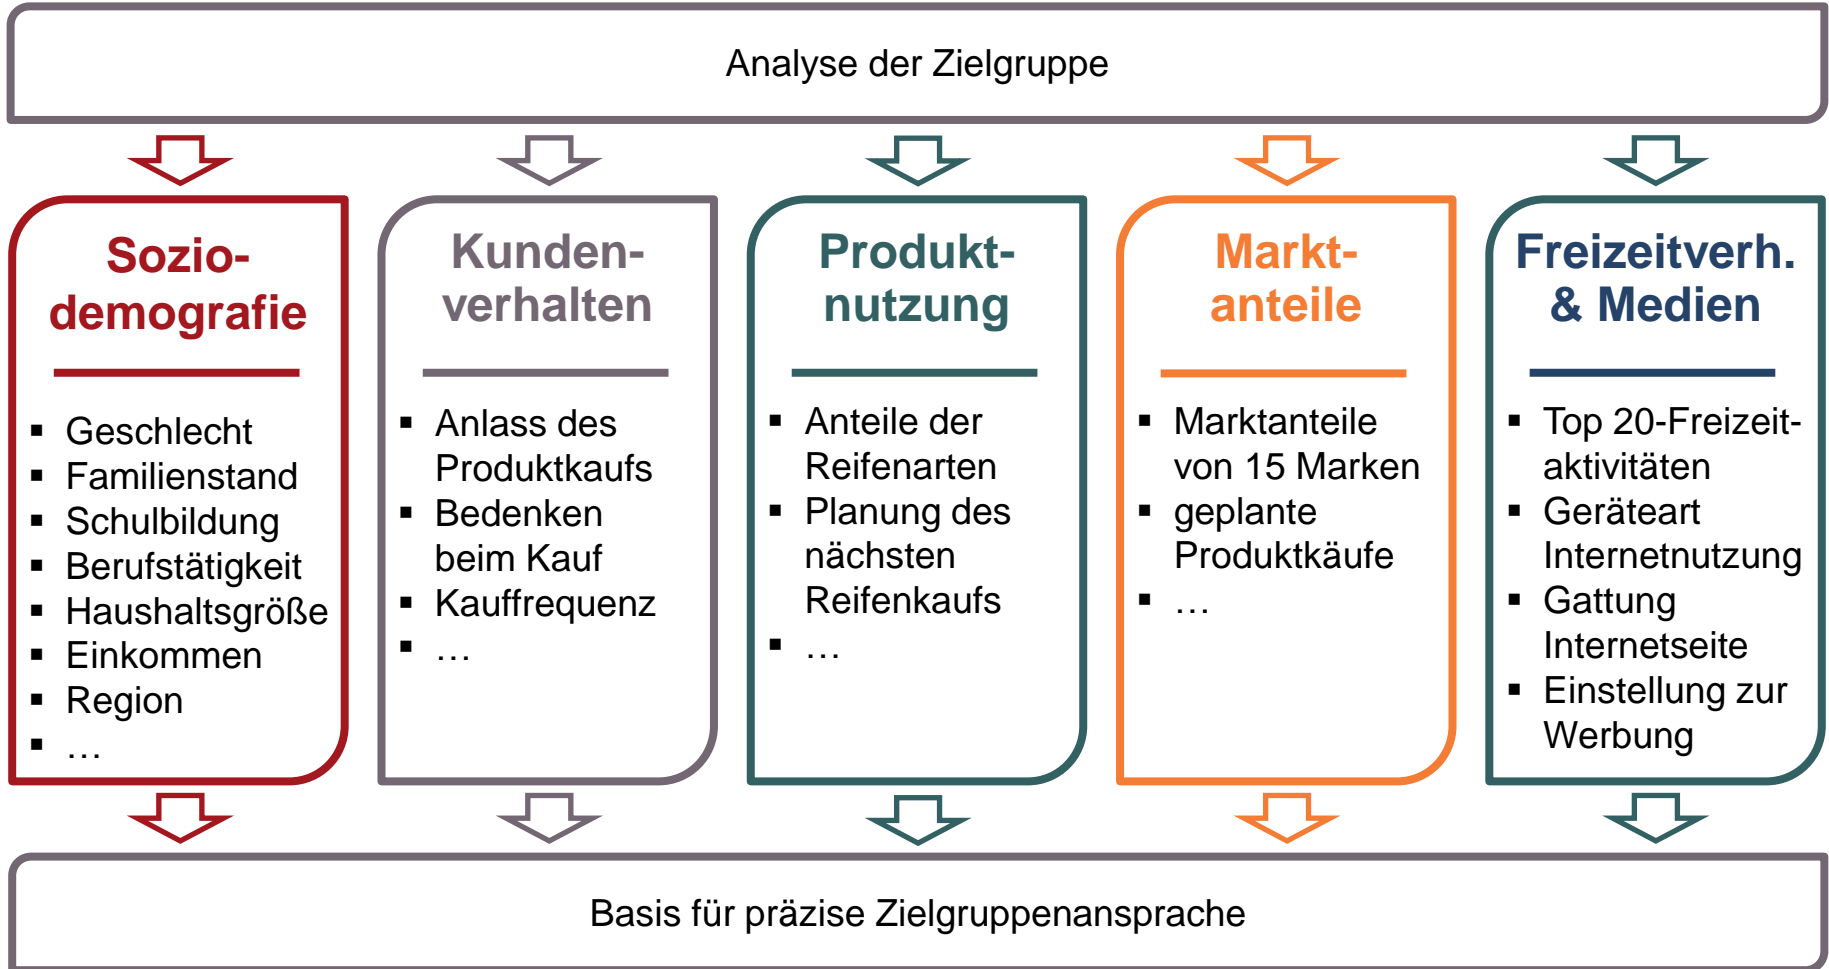 Analyse der Zielgruppe
Sozio-
demografie
▪ Geschlecht
▪ Familienstand
▪ Schulbildung
▪ Berufstätigkeit
▪ Haushaltsgröße
▪ Einkommen
▪ Region
▪ …
Kunden-
verhalten
▪ Anlass des
Produktkaufs
▪ Bedenken
beim Kauf
▪ Kauffrequenz
▪ …
Produkt-
nutzung
▪ Anteile der
Reifenarten
▪ Planung des
nächsten
Reifenkaufs
▪ …
Markt-
anteile
▪ Marktanteile
von 15 Marken
▪ geplante
Produktkäufe
▪ …
Freizeitverh.
& Medien
▪ Top 20-Freizeit-
aktivitäten
▪ Geräteart
Internetnutzung
▪ Gattung
Internetseite
▪ Einstellung zur
Werbung
Basis für präzise Zielgruppenansprache